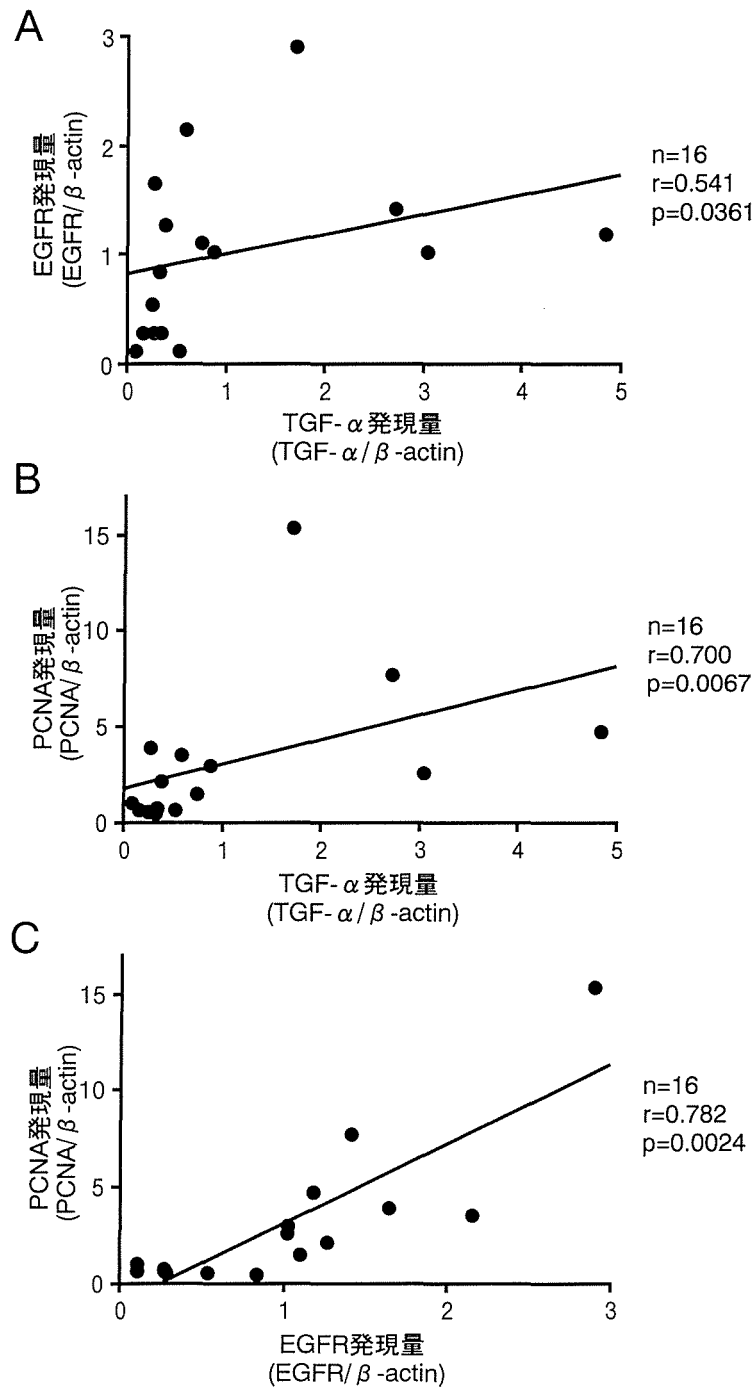 A
3
2
1
0
EGFR発現量
(EGFR/β-actin)
n=16
r=0.541
p=0.0361
0 1 2 3 4 5
TGF-α発現量
(TGF-α/β-actin)
B
15
10
5
0
PCNA発現量
(PCNA/β-actin)
n=16
r=0.700
p=0.0067
0 1 2 3 4 5
TGF-α発現量
(TGF-α/β-actin)
C
15
10
5
0
PCNA発現量
(PCNA/β-actin)
n=16
r=0.782
p=0.0024
0 1 2 3
EGFR発現量
(EGFR/β-actin)